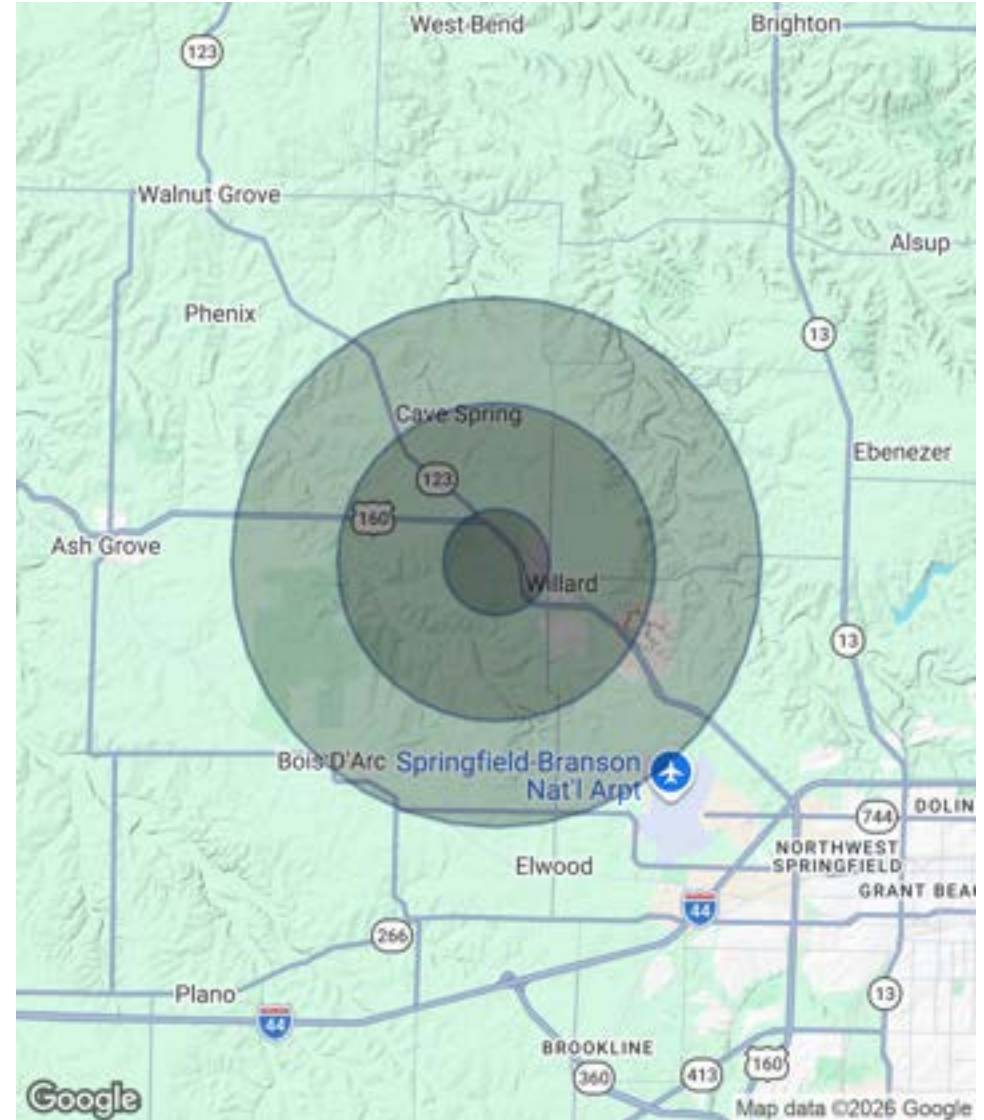 West Bend
Brighton
123
Walnut Grove
Alsup
Phenix
13
Cave Spring
Ebenezer
123
160
Ash Grove
Willard
13
Bois D'Arc
Springfield-Branson
Nat'l Arpt
744
DOLIN
NORTHWEST
SPRINGFIELD
Elwood
GRANT BEA
44
266
Plano
13
44
BROOKLINE
360
413
160
Google
Map data ©2026 Google